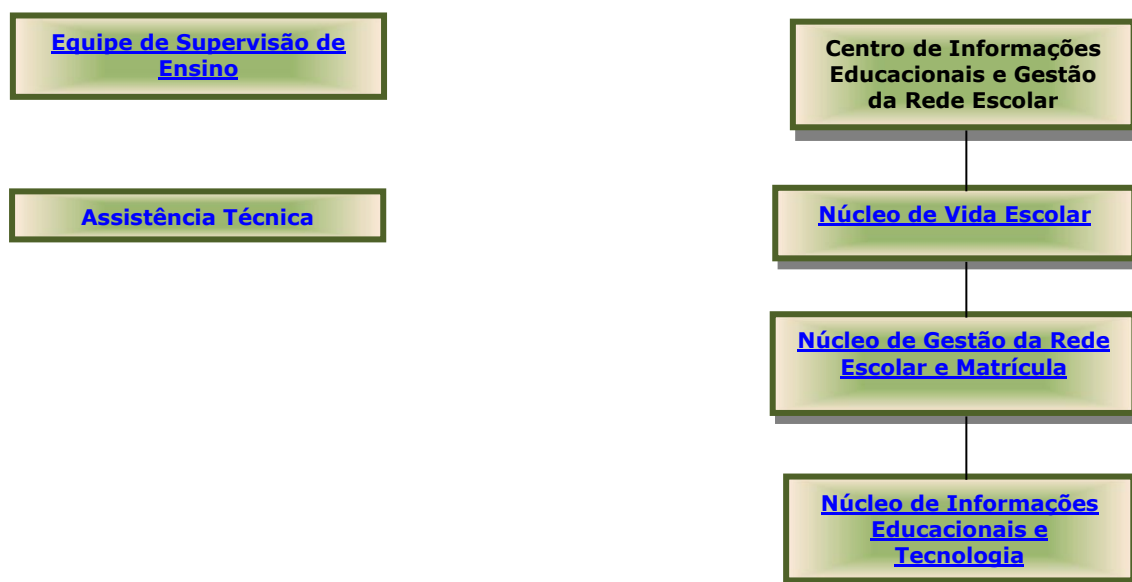 Equipe de Supervisão de
Ensino
Assistência Técnica
Centro de Informações
Educacionais e Gestão
da Rede Escolar
Núcleo de Vida Escolar
Núcleo de Gestão da Rede
Escolar e Matrícula
Núcleo de Informações
Educacionais e
Tecnologia